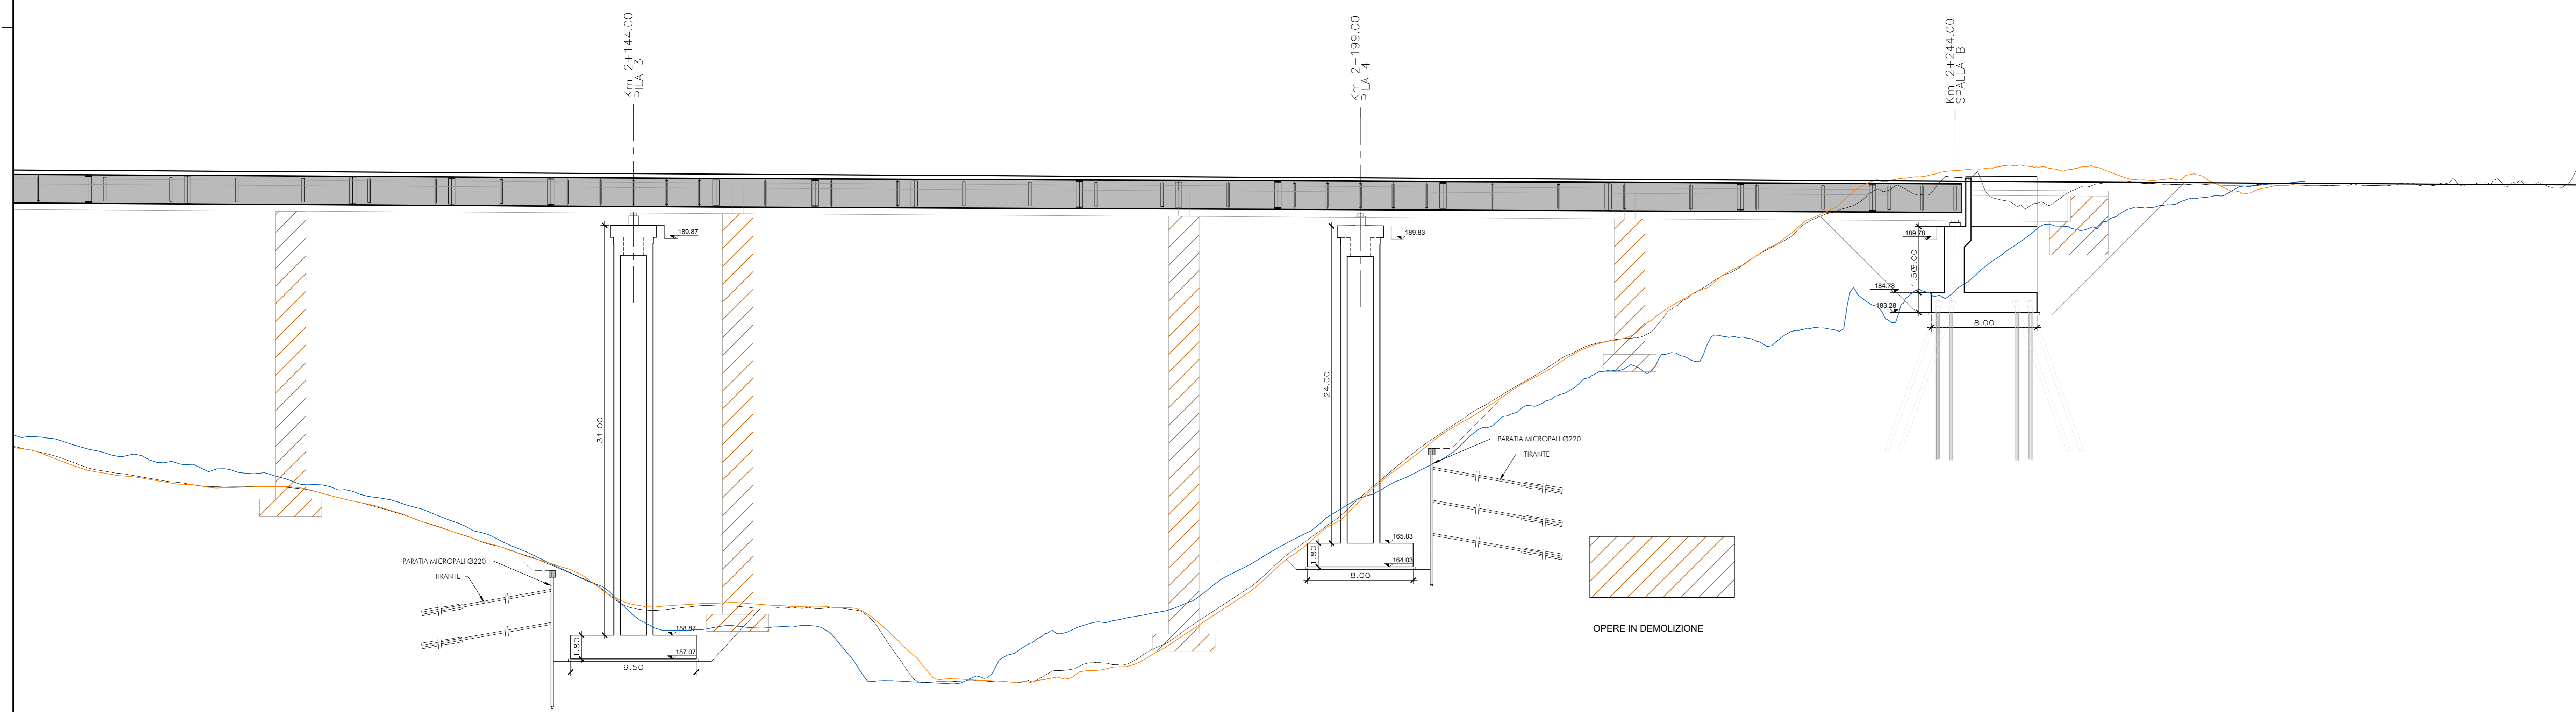 Km 2+144.00
PILA 3
Km 2+199.00
PILA 4
Km 2+244.00
SPALLA B
189.87
189.83
189.78
5.00
1.50
184.78
183.28
8.00
31.00
24.00
PARATIA MICROPALI Ø220
TIRANTE
165.83
1.80
164.03
8.00
PARATIA MICROPALI Ø220
TIRANTE
158.87
1.80
157.07
9.50
OPERE IN DEMOLIZIONE